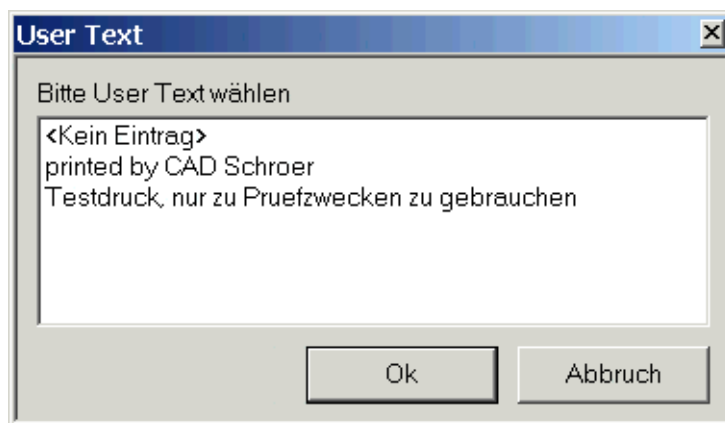 User Text
Bitte User Text wählen
<Kein Eintrag>
printed by CAD Schroer
Testdruck, nur zu Pruefzwecken zu gebrauchen
Ok Abbruch